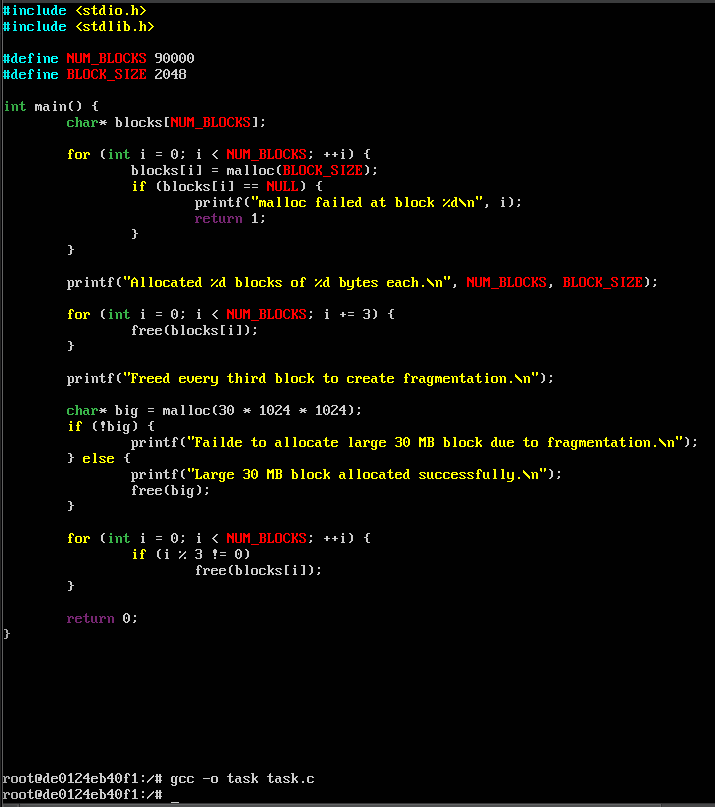 #include <stdio.h>
#include <stdlib.h>

#define NUM_BLOCKS 90000
#define BLOCK_SIZE 2048

int main() {
        char* blocks[NUM_BLOCKS];

        for (int i = 0; i < NUM_BLOCKS; ++i) {
                blocks[i] = malloc(BLOCK_SIZE);
                if (blocks[i] == NULL) {
                        printf("malloc failed at block %d\n", i);
                        return 1;
                }
        }

        printf("Allocated %d blocks of %d bytes each.\n", NUM_BLOCKS, BLOCK_SIZE);

        for (int i = 0; i < NUM_BLOCKS; i += 3) {
                free(blocks[i]);
        }

        printf("Freed every third block to create fragmentation.\n");

        char* big = malloc(30 * 1024 * 1024);
        if (!big) {
                printf("Failde to allocate large 30 MB block due to fragmentation.\n");
        } else {
                printf("Large 30 MB block allocated successfully.\n");
                free(big);
        }

        for (int i = 0; i < NUM_BLOCKS; ++i) {
                if (i % 3 != 0)
                        free(blocks[i]);
        }

        return 0;
}

root@de0124eb40f1:/# gcc -o task task.c
root@de0124eb40f1:/# _